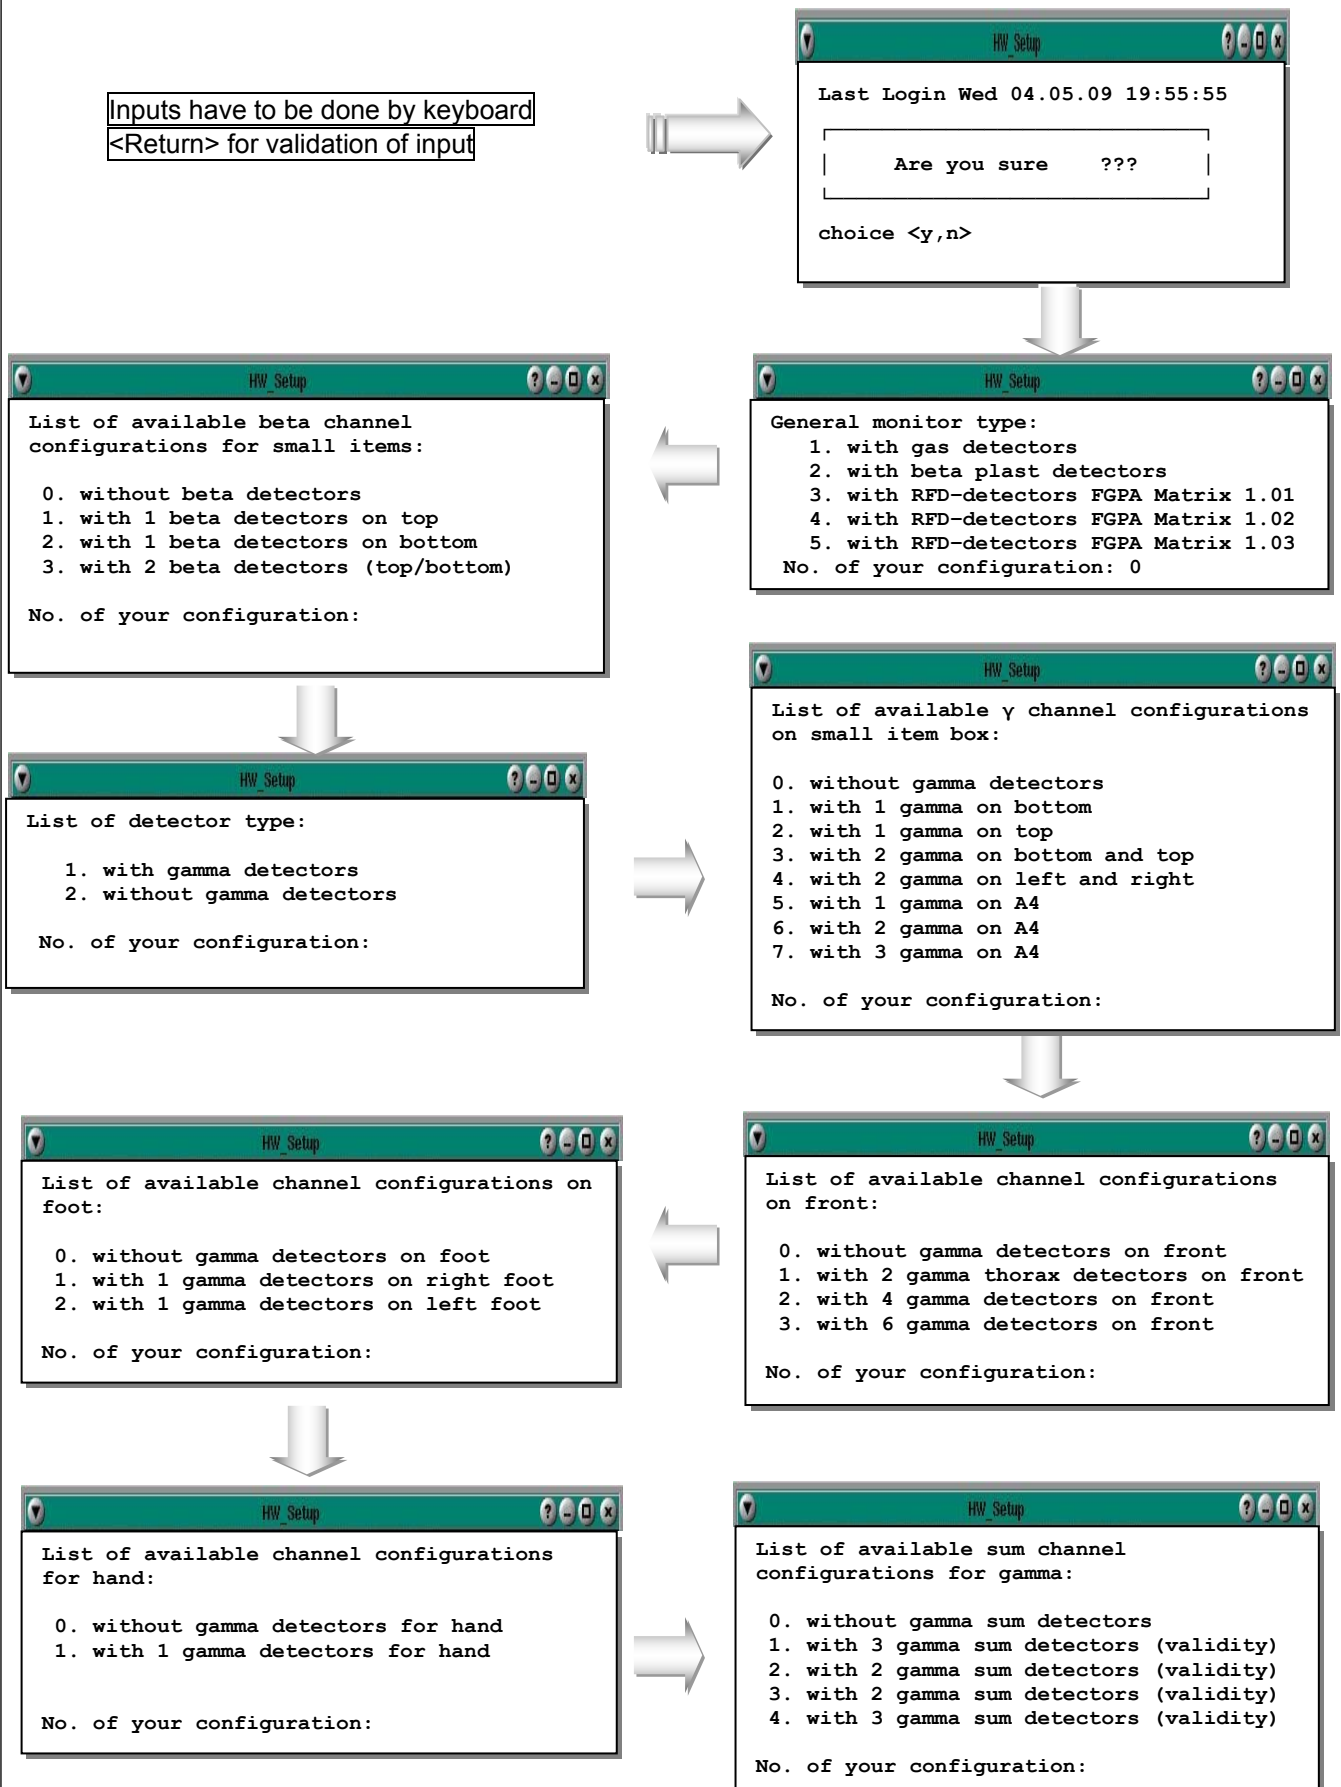 Inputs have to be done by keyboard
<Return> for validation of input
HW_Setup
Last Login Wed 04.05.09 19:55:55
Are you sure ???
choice <y,n>
HW_Setup
General monitor type:
1. with gas detectors
2. with beta plast detectors
3. with RFD-detectors FGPA Matrix 1.01
4. with RFD-detectors FGPA Matrix 1.02
5. with RFD-detectors FGPA Matrix 1.03
No. of your configuration: 0
HW_Setup
List of available beta channel
configurations for small items:
0. without beta detectors
1. with 1 beta detectors on top
2. with 1 beta detectors on bottom
3. with 2 beta detectors (top/bottom)
No. of your configuration:
HW_Setup
List of detector type:
1. with gamma detectors
2. without gamma detectors
No. of your configuration:
HW_Setup
List of available γ channel configurations
on small item box:
0. without gamma detectors
1. with 1 gamma on bottom
2. with 1 gamma on top
3. with 2 gamma on bottom and top
4. with 2 gamma on left and right
5. with 1 gamma on A4
6. with 2 gamma on A4
7. with 3 gamma on A4
No. of your configuration:
HW_Setup
List of available channel configurations
on front:
0. without gamma detectors on front
1. with 2 gamma thorax detectors on front
2. with 4 gamma detectors on front
3. with 6 gamma detectors on front
No. of your configuration:
HW_Setup
List of available channel configurations on
foot:
0. without gamma detectors on foot
1. with 1 gamma detectors on right foot
2. with 1 gamma detectors on left foot
No. of your configuration:
HW_Setup
List of available channel configurations
for hand:
0. without gamma detectors for hand
1. with 1 gamma detectors for hand
No. of your configuration:
HW_Setup
List of available sum channel
configurations for gamma:
0. without gamma sum detectors
1. with 3 gamma sum detectors (validity)
2. with 2 gamma sum detectors (validity)
3. with 2 gamma sum detectors (validity)
4. with 3 gamma sum detectors (validity)
No. of your configuration: